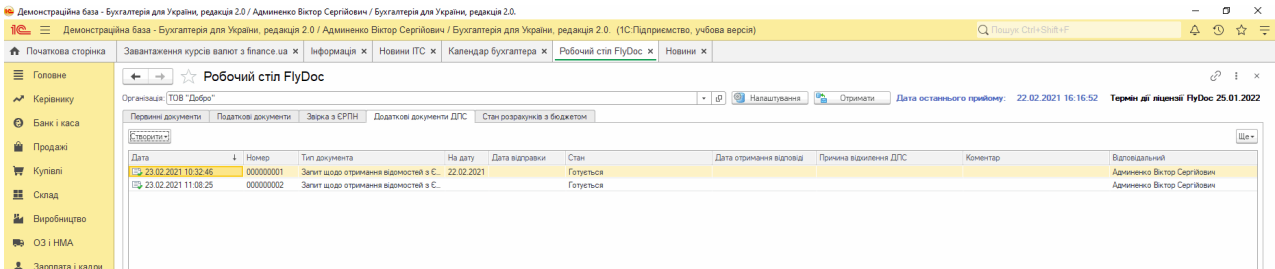 Демонстраційна база - Бухгалтерія для України, редакція 2.0 / Админенко Віктор Сергійович / Бухгалтерія для України, редакція 2.0.
Демонстраційна база - Бухгалтерія для України, редакція 2.0 / Админенко Віктор Сергійович / Бухгалтерія для України, редакція 2.0. (1С:Підприємство, учбова версія)
Пошук Ctrl+Shift+F
Початкова сторінка Завантаження курсів валют з finance.ua × Інформація × Новини ІТС × Календар бухгалтера × Робочий стіл FlyDoc × Новини ×
Головне
Робочий стіл FlyDoc
Керівнику
Організація: ТОВ "Добро" Налаштування Отримати Дата останнього прийому: 22.02.2021 16:16:52 Термін дії ліцензії FlyDoc 25.01.2022
Первинні документи Податкові документи Звірка з ЄРПН Додаткові документи ДПС Стан розрахунків з бюджетом
Банк і каса
Створити Ще
Продажі
Дата ↓ Номер Тип документа На дату Дата відправки Стан Дата отримання відповіді Причина відхилення ДПС Коментар Відповідальний
Купівлі
23.02.2021 10:32:46 000000001 Запит щодо отримання відомостей з Є... 22.02.2021 Готується Админенко Віктор Сергійович
23.02.2021 11:08:25 000000002 Запит щодо отримання відомостей з Є... Готується Админенко Віктор Сергійович
Склад
Виробництво
ОЗ і НМА
Зарплата і кадри